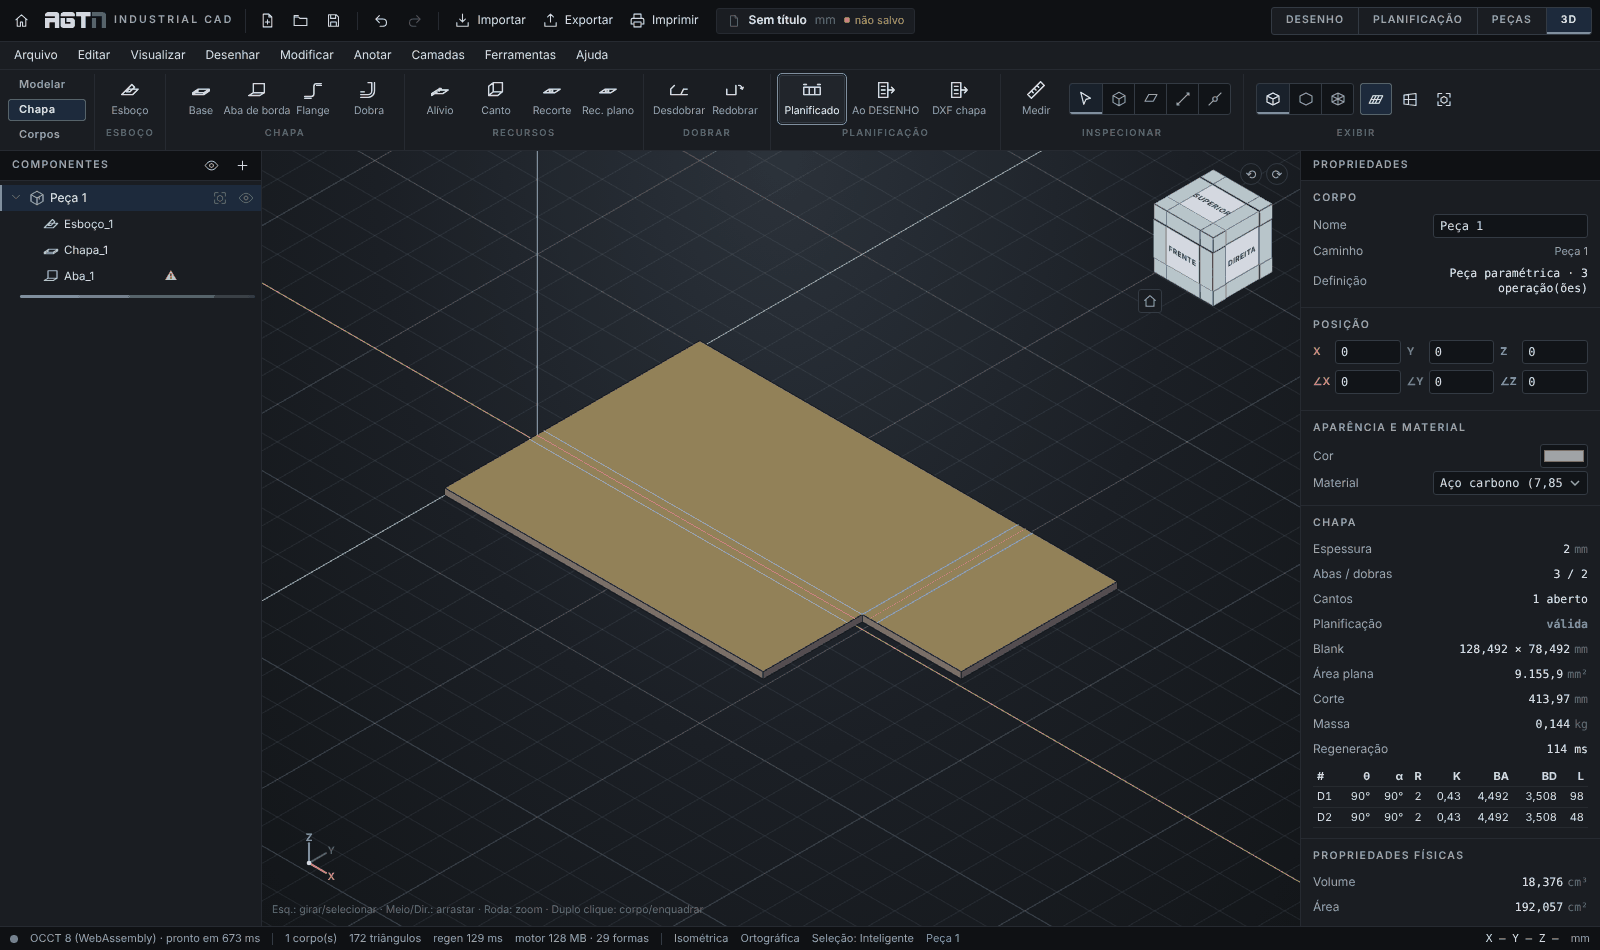 AGTN INDUSTRIAL CAD
Importar
Exportar
Imprimir
Sem título mm não salvo
DESENHO
PLANIFICAÇÃO
PEÇAS
3D
Arquivo
Editar
Visualizar
Desenhar
Modificar
Anotar
Camadas
Ferramentas
Ajuda
Modelar
Chapa
Corpos
Esboço
ESBOÇO
Base
Aba de borda
Flange
Dobra
CHAPA
Alívio
Canto
Recorte
Rec. plano
RECURSOS
Desdobrar
Redobrar
DOBRAR
Planificado
Ao DESENHO
DXF chapa
PLANIFICAÇÃO
Medir
INSPECIONAR
EXIBIR
COMPONENTES
Peça 1
Esboço_1
Chapa_1
Aba_1
SUPERIOR
FRENTE
DIREITA
Z
Y
X
Esq.: girar/selecionar · Meio/Dir.: arrastar · Roda: zoom · Duplo clique: corpo/enquadrar
PROPRIEDADES
CORPO
Nome Peça 1
Caminho Peça 1
Definição Peça paramétrica · 3
operação(ões)
POSIÇÃO
X 0 Y 0 Z 0
∠X 0 ∠Y 0 ∠Z 0
APARÊNCIA E MATERIAL
Cor
Material Aço carbono (7,85
CHAPA
Espessura 2 mm
Abas / dobras 3 / 2
Cantos 1 aberto
Planificação válida
Blank 128,492 × 78,492 mm
Área plana 9.155,9 mm²
Corte 413,97 mm
Massa 0,144 kg
Regeneração 114 ms
# θ α R K BA BD L
D1 90° 90° 2 0,43 4,492 3,508 98
D2 90° 90° 2 0,43 4,492 3,508 48
PROPRIEDADES FÍSICAS
Volume 18,376 cm³
Área 192,057 cm²
OCCT 8 (WebAssembly) · pronto em 673 ms
1 corpo(s) 172 triângulos regen 129 ms motor 128 MB · 29 formas
Isométrica Ortográfica Seleção: Inteligente Peça 1
X — Y — Z — mm